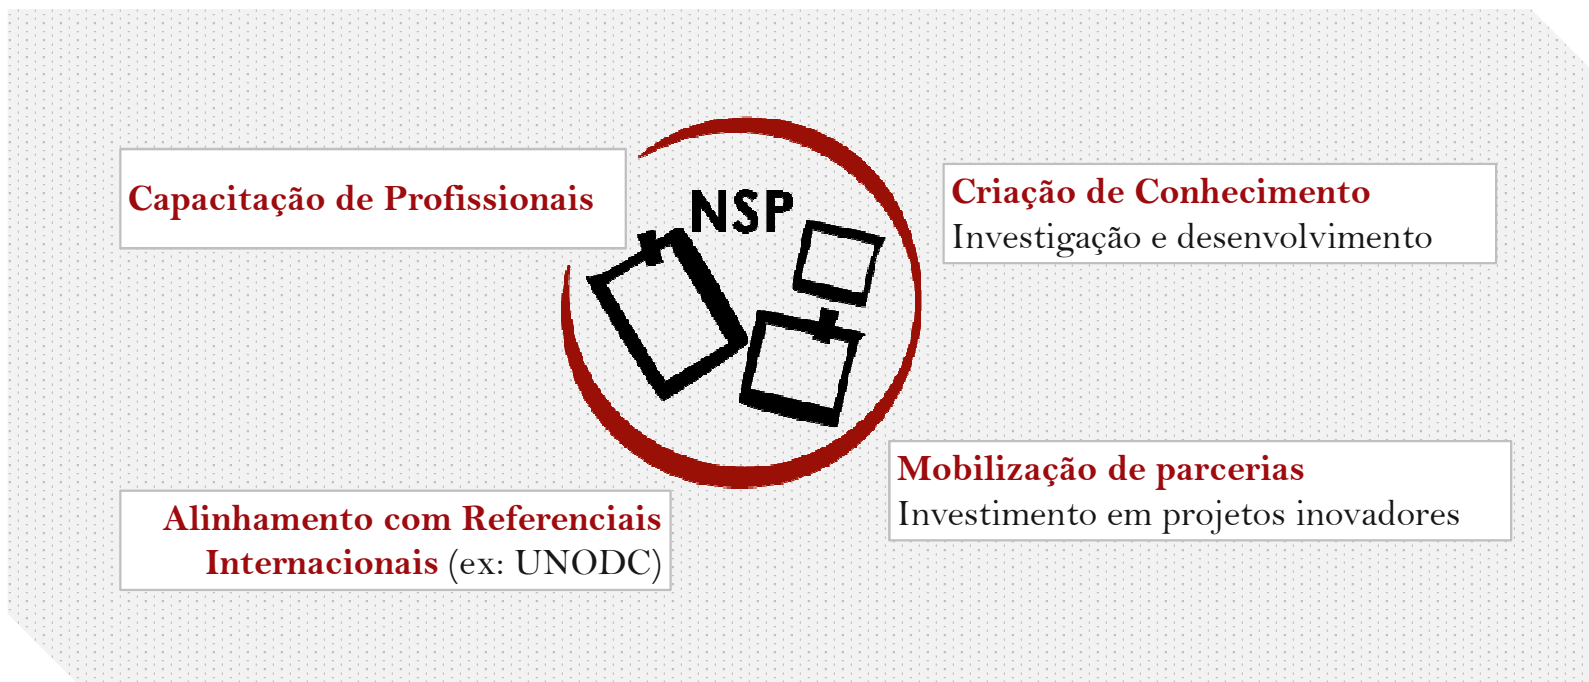 Capacitação de Profissionais
NSP
Criação de Conhecimento
Investigação e desenvolvimento
Mobilização de parcerias
Investimento em projetos inovadores
Alinhamento com Referenciais
Internacionais (ex: UNODC)